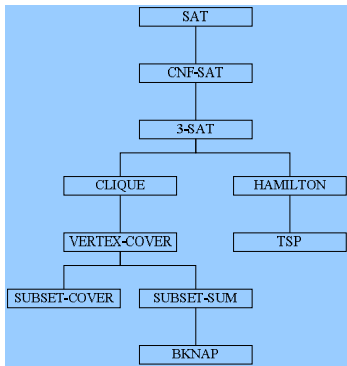 SAT
CNF-SAT
3-SAT
CLIQUE
HAMILTON
VERTEX-COVER
TSP
SUBSET-COVER
SUBSET-SUM
BKNAP